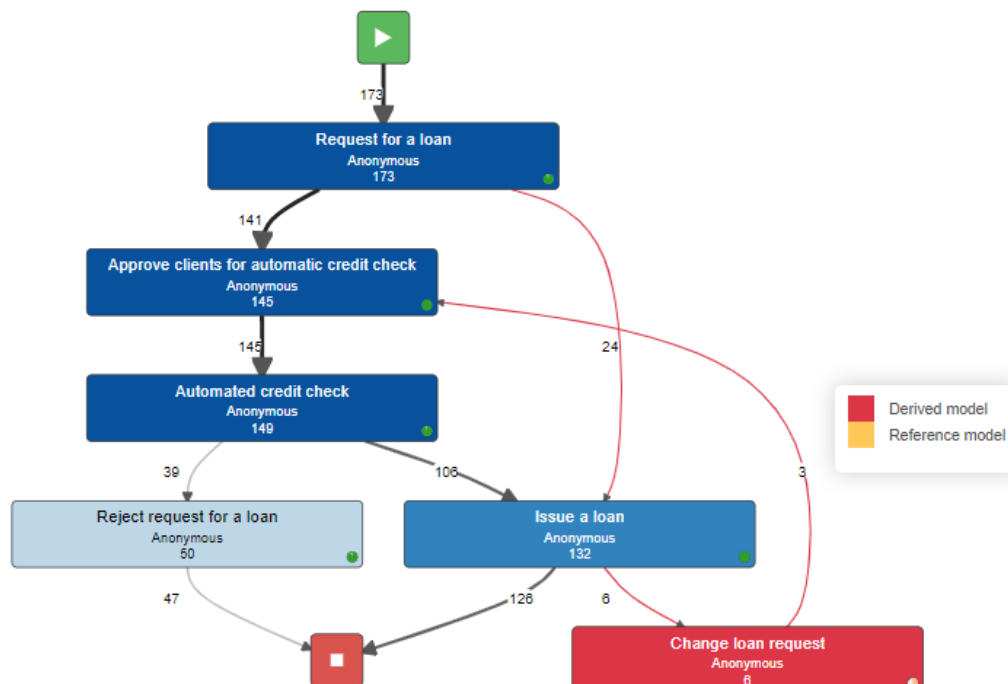 173
Request for a loan
Anonymous
173
141
Approve clients for automatic credit check
Anonymous
145
24
145
Automated credit check
Anonymous
149
Derived model
Reference model
39
106
3
Reject request for a loan
Anonymous
50
Issue a loan
Anonymous
132
47
126
6
Change loan request
Anonymous
6